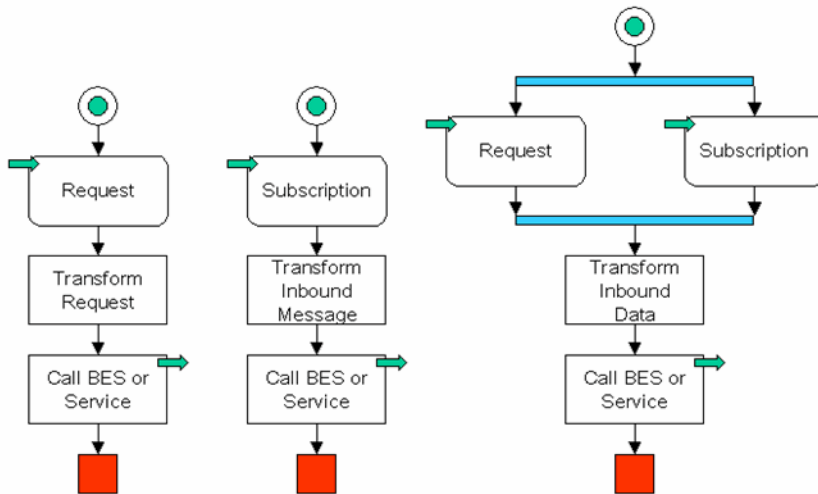 Request
Transform
Request
Call BES or
Service
Subscription
Transform
Inbound
Message
Call BES or
Service
Request
Subscription
Transform
Inbound
Data
Call BES or
Service